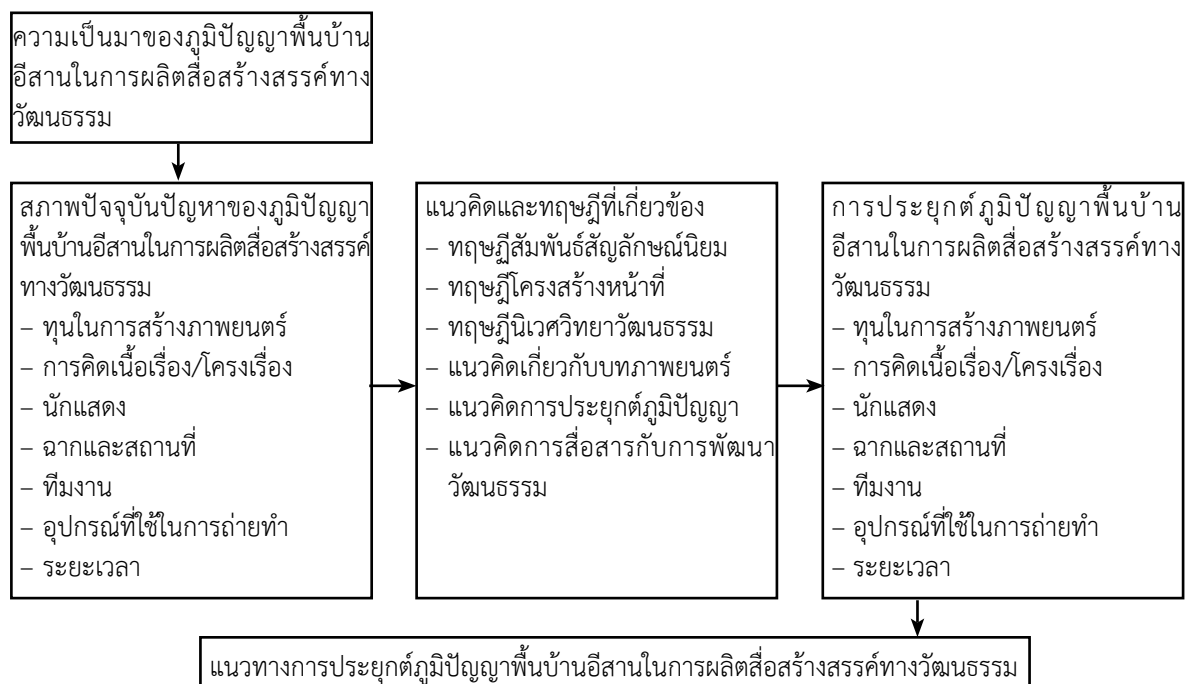 ความเป็นมาของภูมิปัญญาพื้นบ้าน
อีสานในการผลิตสื่อสร้างสรรค์ทาง
วัฒนธรรม
สภาพปัจจุบันปัญหาของภูมิปัญญา
พื้นบ้านอีสานในการผลิตสื่อสร้างสรรค์
ทางวัฒนธรรม
– ทุนในการสร้างภาพยนตร์
– การคิดเนื้อเรื่อง/โครงเรื่อง
– นักแสดง
– ฉากและสถานที่
– ทีมงาน
– อุปกรณ์ที่ใช้ในการถ่ายทำ
– ระยะเวลา
แนวคิดและทฤษฎีที่เกี่ยวข้อง
– ทฤษฏีสัมพันธ์สัญลักษณ์นิยม
– ทฤษฎีโครงสร้างหน้าที่
– ทฤษฎีนิเวศวิทยาวัฒนธรรม
– แนวคิดเกี่ยวกับบทภาพยนตร์
– แนวคิดการประยุกต์ภูมิปัญญา
– แนวคิดการสื่อสารกับการพัฒนา
วัฒนธรรม
การประยุกต์ภูมิปัญญาพื้นบ้าน
อีสานในการผลิตสื่อสร้างสรรค์ทาง
วัฒนธรรม
– ทุนในการสร้างภาพยนตร์
– การคิดเนื้อเรื่อง/โครงเรื่อง
– นักแสดง
– ฉากและสถานที่
– ทีมงาน
– อุปกรณ์ที่ใช้ในการถ่ายทำ
– ระยะเวลา
แนวทางการประยุกต์ภูมิปัญญาพื้นบ้านอีสานในการผลิตสื่อสร้างสรรค์ทางวัฒนธรรม